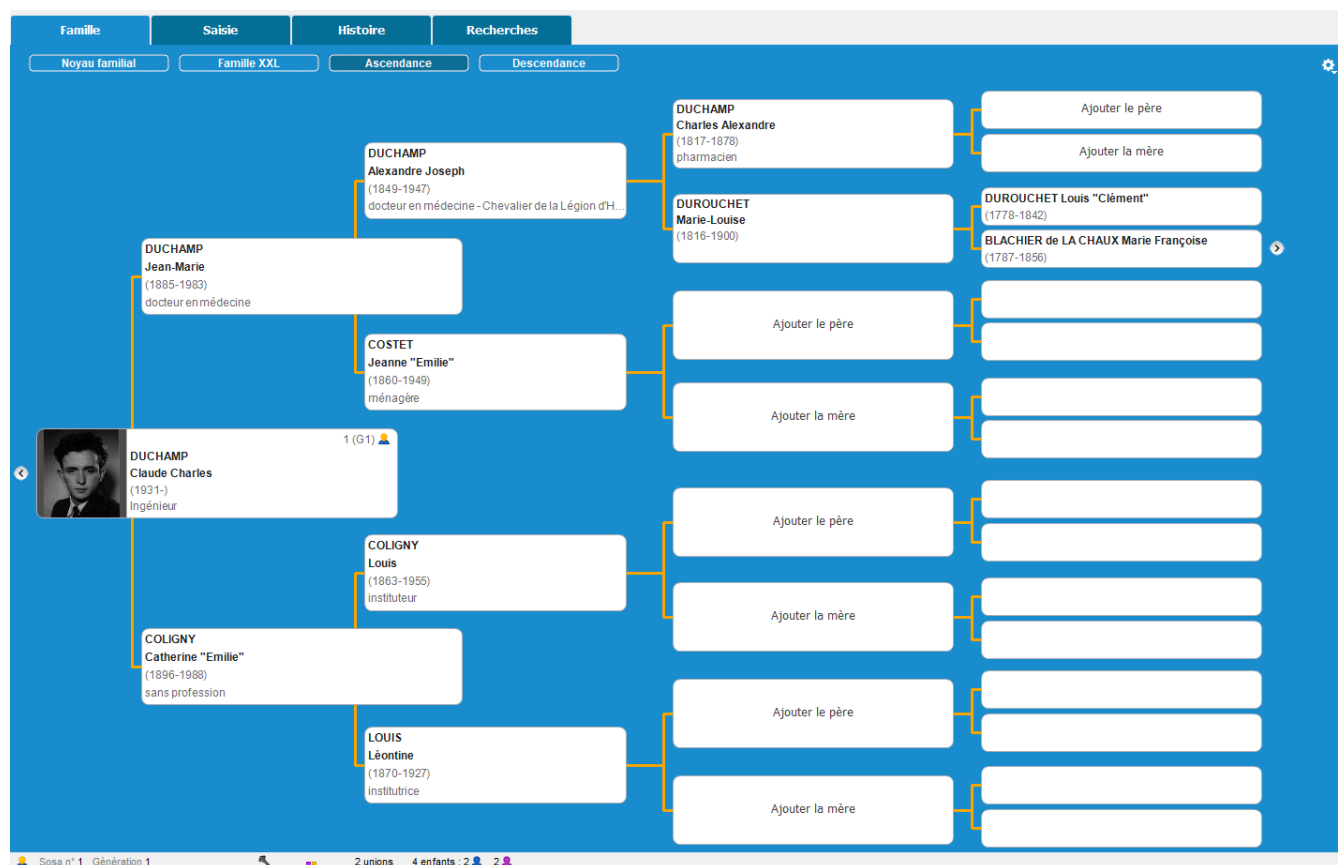 Famille
Saisie
Histoire
Recherches
Noyau familial
Famille XXL
Ascendance
Descendance
DUCHAMP
Claude Charles
(1931-)
Ingénieur
1 (G1)
DUCHAMP
Jean-Marie
(1885-1983)
docteur en médecine
COLIGNY
Catherine "Emilie"
(1896-1988)
sans profession
DUCHAMP
Alexandre Joseph
(1849-1947)
docteur en médecine - Chevalier de la Légion d'H...
COSTET
Jeanne "Emilie"
(1860-1949)
ménagère
COLIGNY
Louis
(1863-1955)
instituteur
LOUIS
Léontine
(1870-1927)
institutrice
DUCHAMP
Charles Alexandre
(1817-1878)
pharmacien
DUROUCHET
Marie-Louise
(1816-1900)
Ajouter le père
Ajouter la mère
Ajouter le père
Ajouter la mère
Ajouter le père
Ajouter la mère
Ajouter le père
Ajouter la mère
DUROUCHET Louis "Clément"
(1778-1842)
BLACHIER de LA CHAUX Marie Françoise
(1787-1856)
Sosa n° 1 Génération 1
2 unions 4 enfants : 2 2